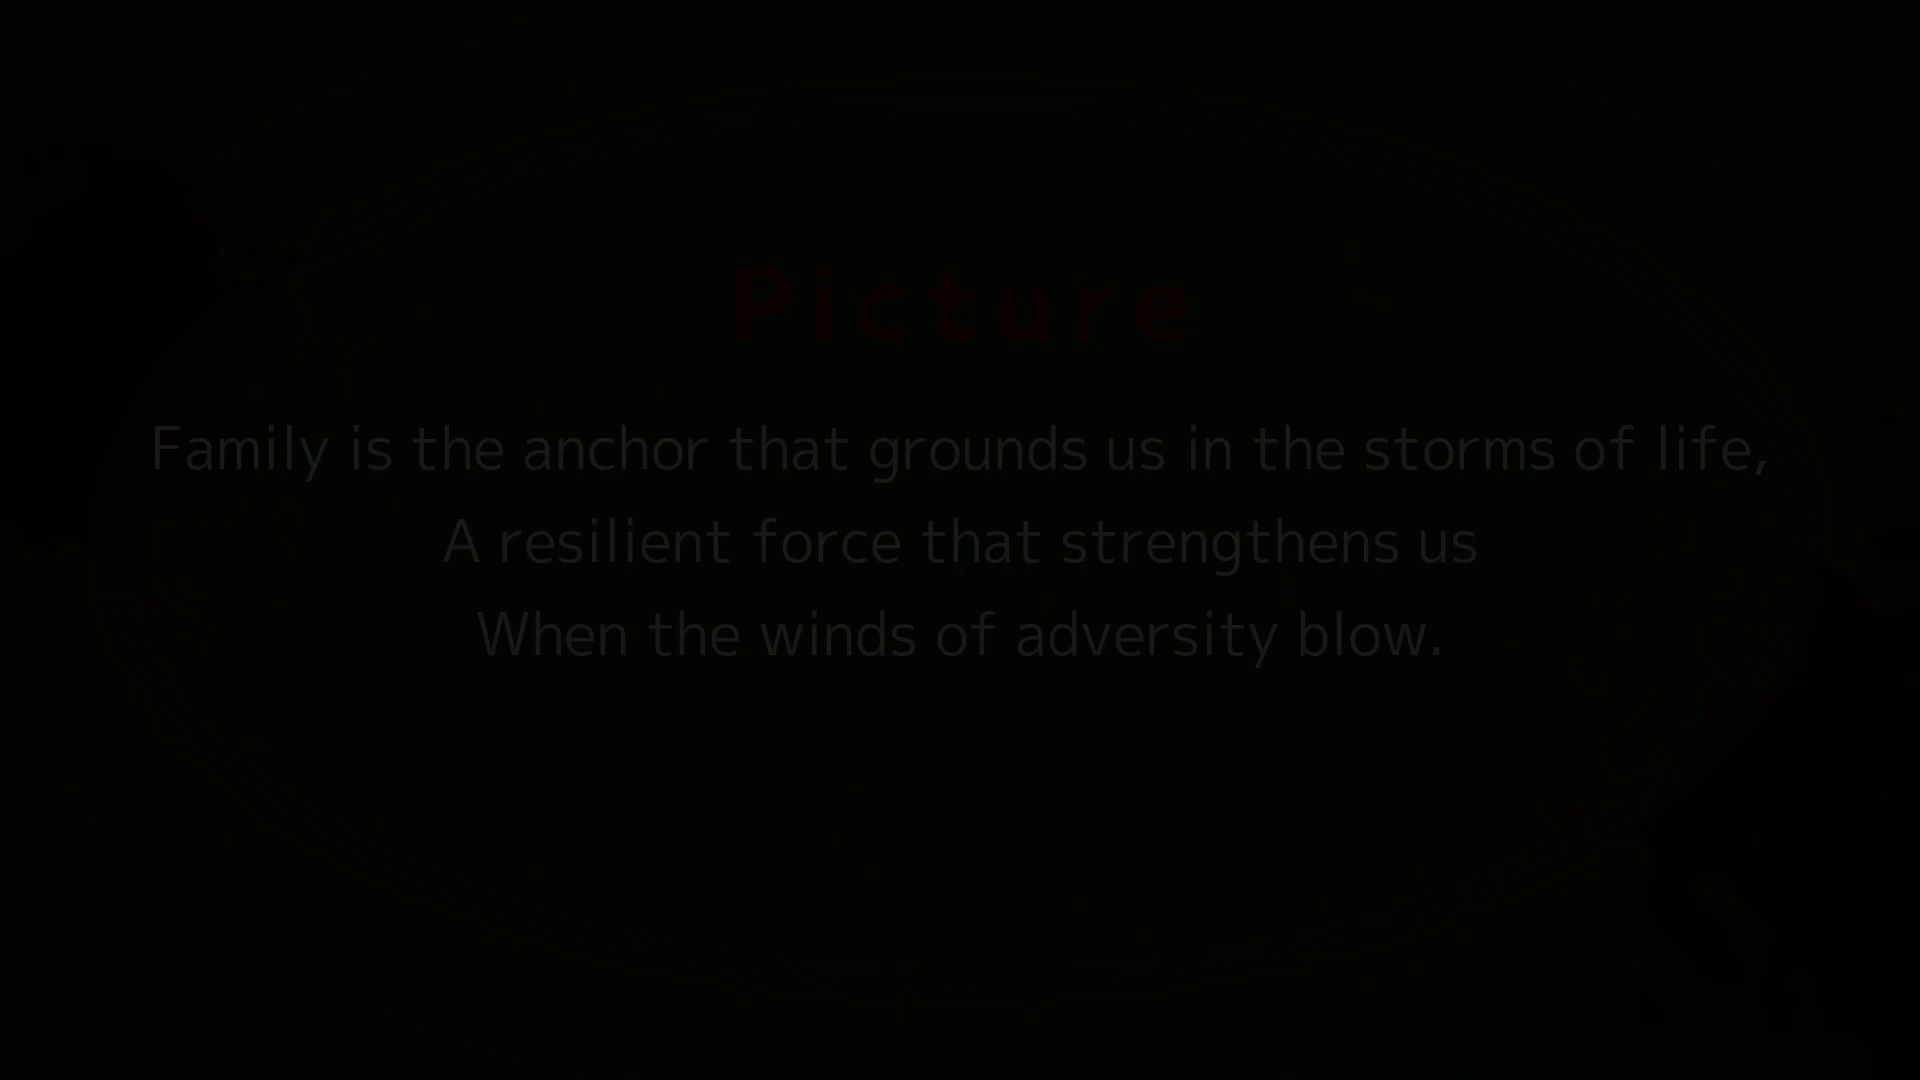 Picture
Family is the anchor that grounds us in the storms of life,
A resilient force that strengthens us
When the winds of adversity blow.